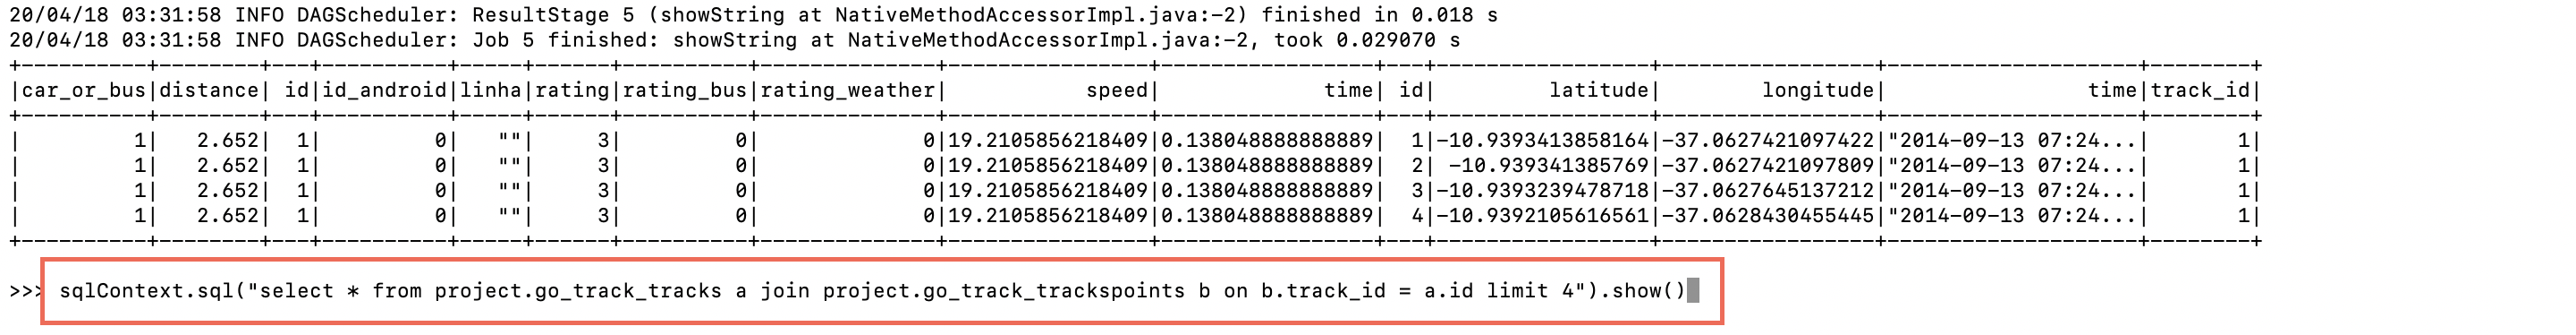 20/04/18 03:31:58 INFO DAGScheduler: ResultStage 5 (showString at NativeMethodAccessorImpl.java:-2) finished in 0.018 s
20/04/18 03:31:58 INFO DAGScheduler: Job 5 finished: showString at NativeMethodAccessorImpl.java:-2, took 0.029070 s
+----------+--------+---+----------+-----+------+----------+--------------+----------------+-----------------+---+-----------------+-----------------+--------------------+--------+
|car_or_bus|distance| id|id_android|linha|rating|rating_bus|rating_weather|           speed|             time| id|         latitude|        longitude|                time|track_id|
+----------+--------+---+----------+-----+------+----------+--------------+----------------+-----------------+---+-----------------+-----------------+--------------------+--------+
|         1|   2.652|  1|         0|   ""|     3|         0|             0|19.2105856218409|0.138048888888889|  1|-10.9393413858164|-37.0627421097422|"2014-09-13 07:24...|       1|
|         1|   2.652|  1|         0|   ""|     3|         0|             0|19.2105856218409|0.138048888888889|  2| -10.939341385769|-37.0627421097809|"2014-09-13 07:24...|       1|
|         1|   2.652|  1|         0|   ""|     3|         0|             0|19.2105856218409|0.138048888888889|  3|-10.9393239478718|-37.0627645137212|"2014-09-13 07:24...|       1|
|         1|   2.652|  1|         0|   ""|     3|         0|             0|19.2105856218409|0.138048888888889|  4|-10.9392105616561|-37.0628430455445|"2014-09-13 07:24...|       1|
+----------+--------+---+----------+-----+------+----------+--------------+----------------+-----------------+---+-----------------+-----------------+--------------------+--------+
>>> sqlContext.sql("select * from project.go_track_tracks a join project.go_track_trackspoints b on b.track_id = a.id limit 4").show()